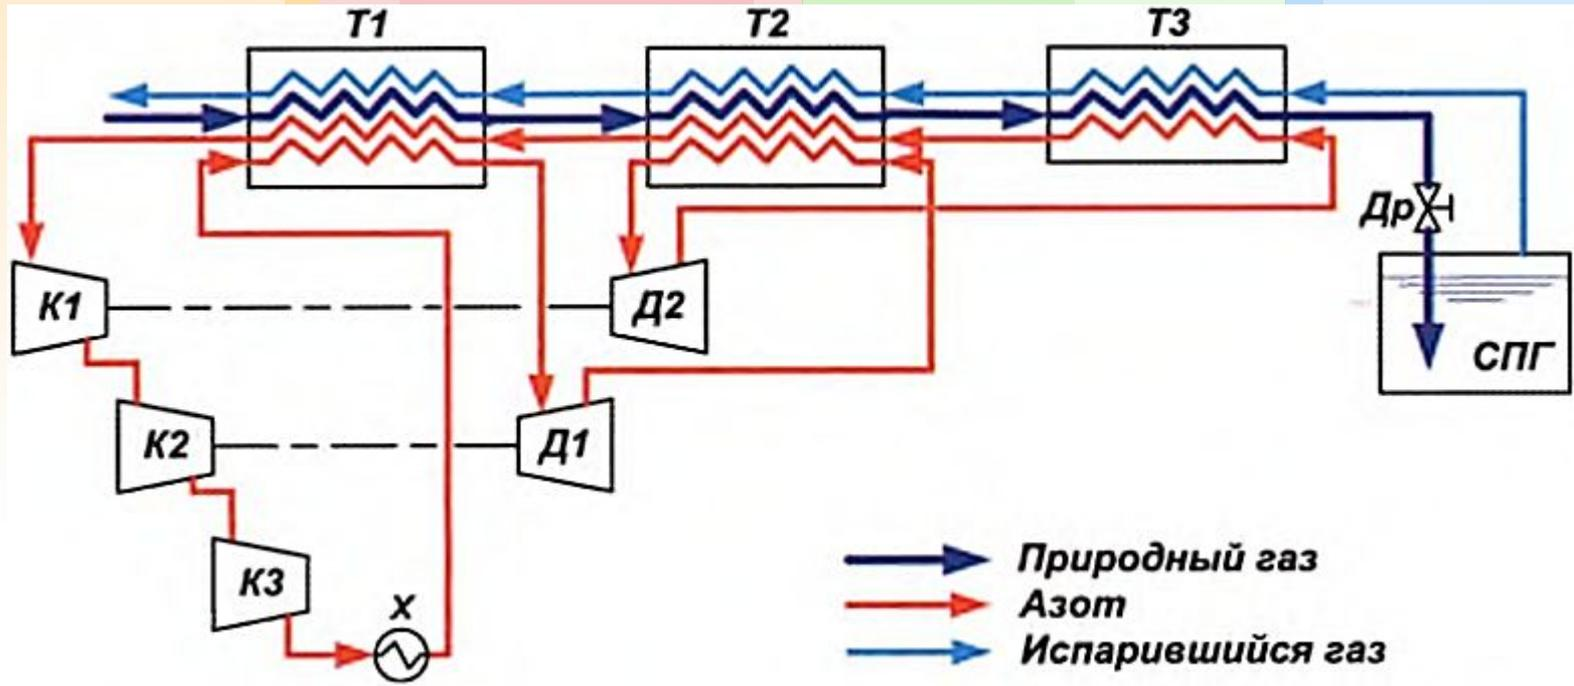 Т1
Т2
Т3
Др
К1
Д2
СПГ
К2
Д1
К3
Х
Природный газ
Азот
Испарившийся газ